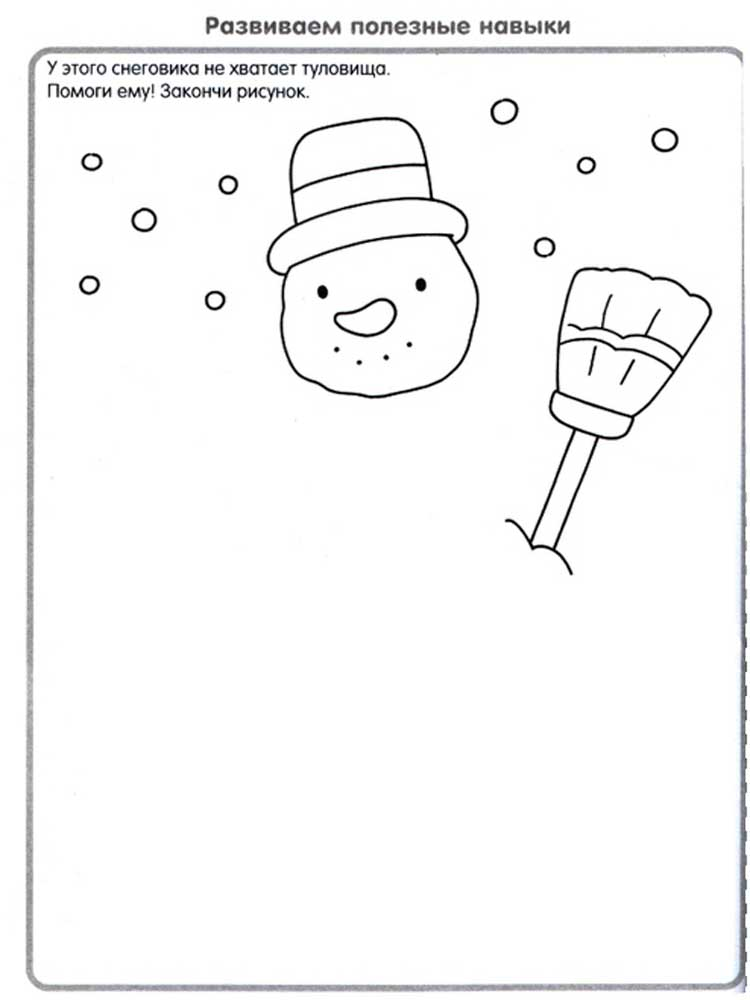 Развиваем полезные навыки
У этого снеговика не хватает туловища.
Помоги ему! Закончи рисунок.